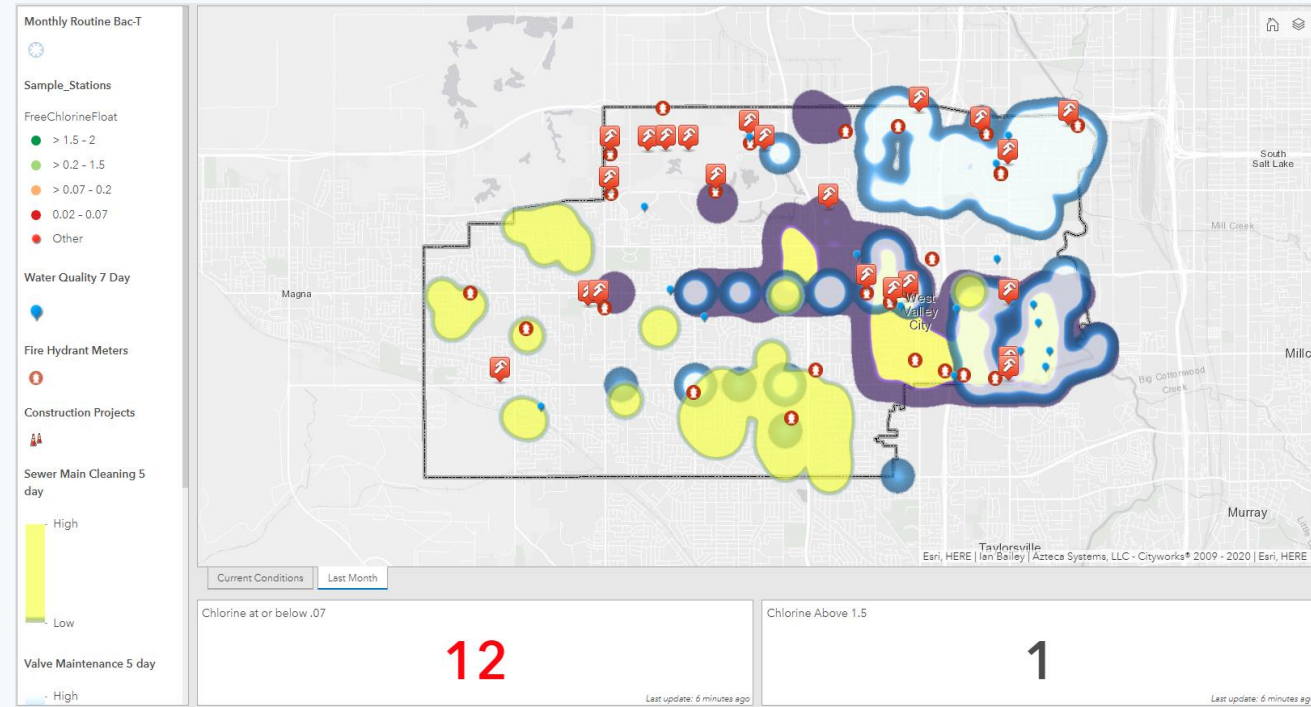 Monthly Routine Bac-T
Sample_Stations
FreeChlorineFloat
> 1.5 - 2
> 0.2 - 1.5
> 0.07 - 0.2
0.02 - 0.07
Other
Water Quality 7 Day
Fire Hydrant Meters
Construction Projects
Sewer Main Cleaning 5
day
High
Low
Valve Maintenance 5 day
High
South
Salt Lake
Mill Creek
Magna
West
Valley
City
Millc
Big Cottonwood
Creek
Murray
Taylorsville
Esri, HERE | Ian Bailey | Azteca Systems, LLC - Cityworks® 2009 - 2020 | Esri, HERE
Current Conditions
Last Month
Chlorine at or below .07
12
Last update: 6 minutes ago
Chlorine Above 1.5
1
Last update: 6 minutes ag